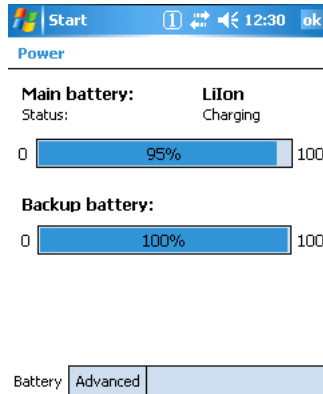 Start 1 12:30 ok
Power
Main battery: LiIon
Status: Charging
0 95% 100
Backup battery:
0 100% 100
Battery Advanced